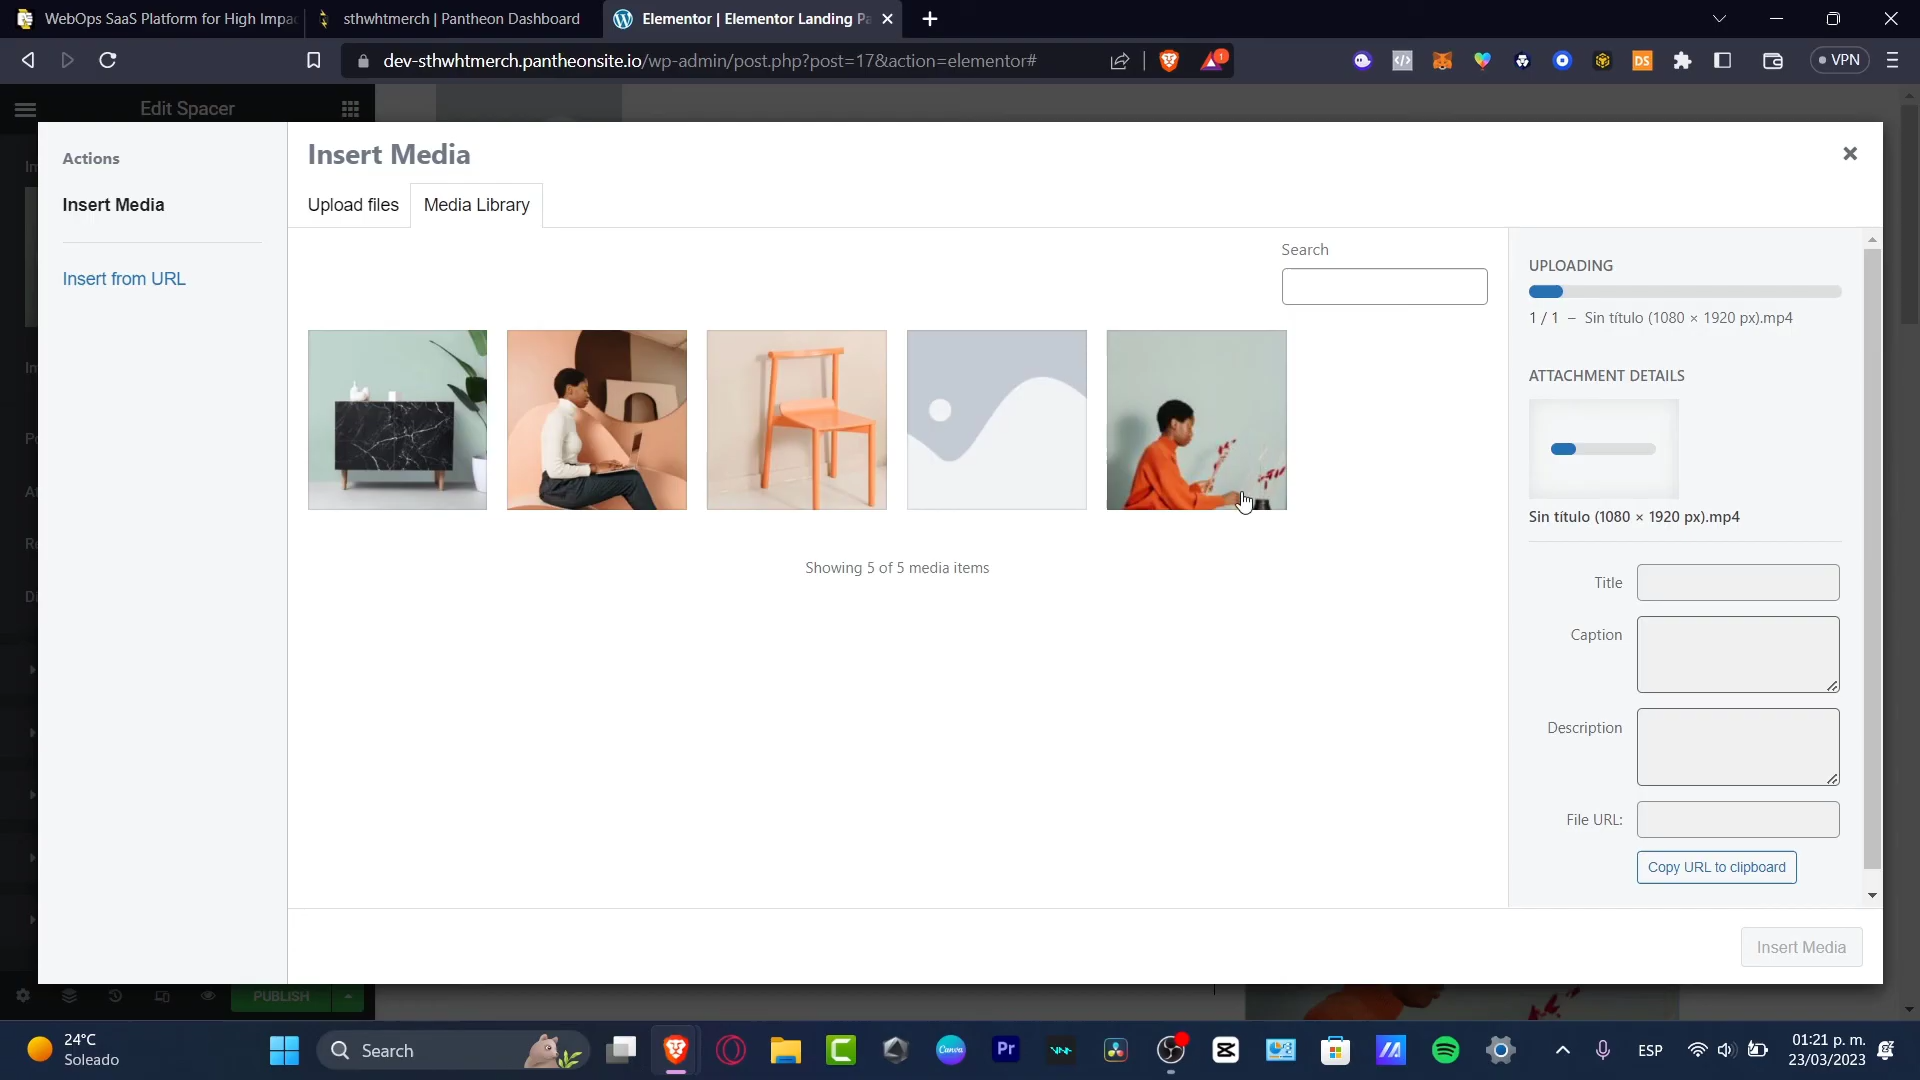 WebOps SaaS Platform for High Impac
sthwhtmerch | Pantheon Dashboard
Elementor | Elementor Landing Pa
dev-sthwhtmerch.pantheonsite.io/wp-admin/post.php?post=17&action=elementor#
1
DS
VPN
Edit Spacer
Actions
Insert Media
Insert from URL
Insert Media
Upload files
Media Library
Search
Showing 5 of 5 media items
UPLOADING
1 / 1 – Sin título (1080 × 1920 px).mp4
ATTACHMENT DETAILS
Sin título (1080 × 1920 px).mp4
Title
Caption
Description
File URL:
Copy URL to clipboard
Insert Media
PUBLISH
24°C
Soleado
Search
Canva
Pr
ESP
01:21 p. m.
23/03/2023